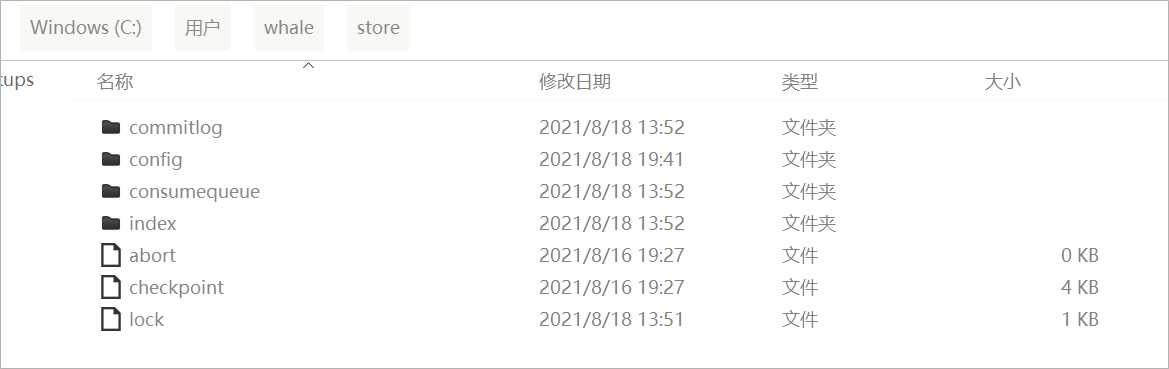 Windows (C:) 用户 whale store
kups
名称 修改日期 类型 大小
commitlog 2021/8/18 13:52 文件夹
config 2021/8/18 19:41 文件夹
consumequeue 2021/8/18 13:52 文件夹
index 2021/8/18 13:52 文件夹
abort 2021/8/16 19:27 文件 0 KB
checkpoint 2021/8/16 19:27 文件 4 KB
lock 2021/8/18 13:51 文件 1 KB